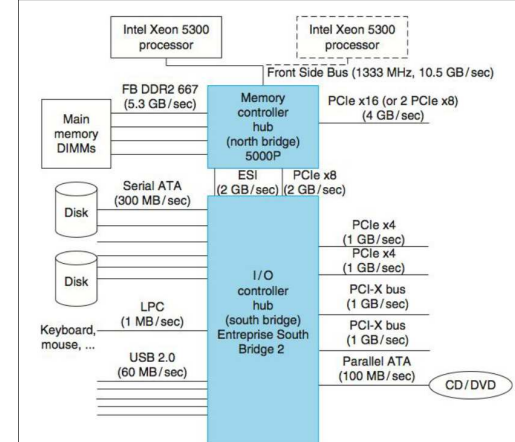 Intel Xeon 5300
processor
Intel Xeon 5300
processor
Front Side Bus (1333 MHz, 10.5 GB/sec)
FB DDR2 667
(5.3 GB/sec)
Main
memory
DIMMs
Memory
controller
hub
(north bridge)
5000P
PCIe x16 (or 2 PCIe x8)
(4 GB/sec)
ESI
(2 GB/sec)
PCIe x8
(2 GB/sec)
Serial ATA
(300 MB/sec)
Disk
Disk
LPC
(1 MB/sec)
Keyboard,
mouse, ...
USB 2.0
(60 MB/sec)
I/O
controller
hub
(south bridge)
Entreprise South
Bridge 2
PCIe x4
(1 GB/sec)
PCIe x4
(1 GB/sec)
PCI-X bus
(1 GB/sec)
PCI-X bus
(1 GB/sec)
Parallel ATA
(100 MB/sec)
CD/DVD